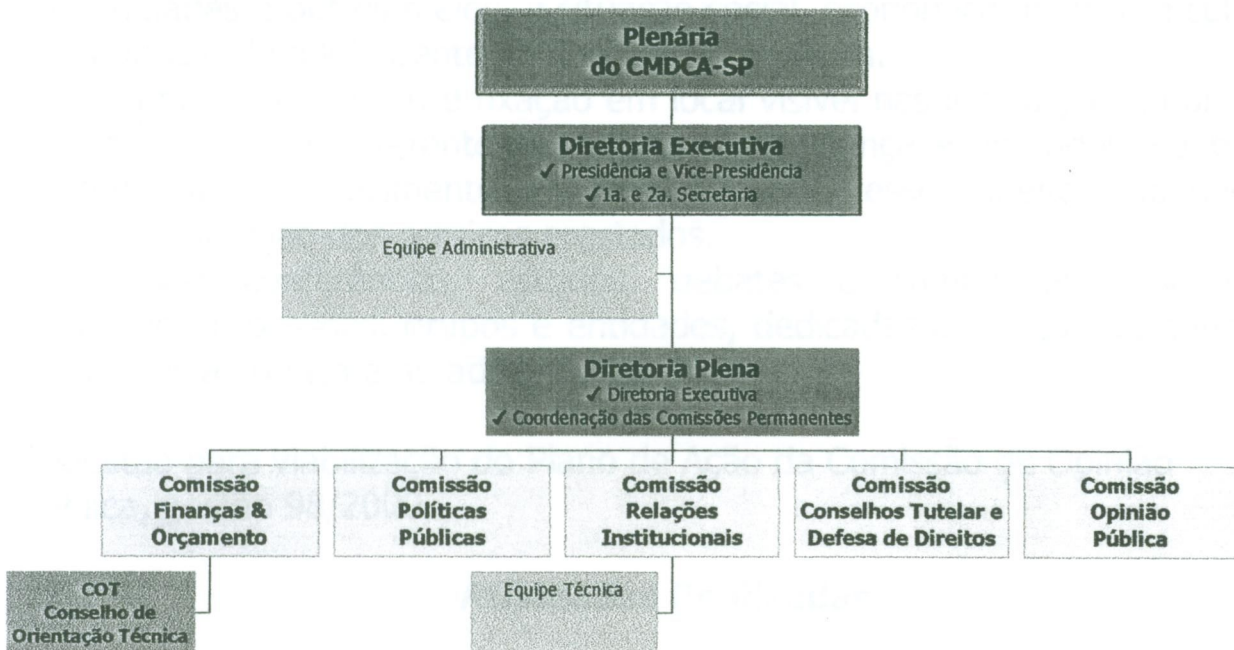 Plenária
do CMDCA-SP
Diretoria Executiva
✓ Presidência e Vice-Presidência
✓1a. e 2a. Secretaria
Equipe Administrativa
Diretoria Plena
✓ Diretoria Executiva
✓ Coordenação das Comissões Permanentes
Comissão
Finanças &
Orçamento
Comissão
Políticas
Públicas
Comissão
Relações
Institucionais
Comissão
Conselhos Tutelar e
Defesa de Direitos
Comissão
Opinião
Pública
COT
Conselho de
Orientação Técnica
Equipe Técnica